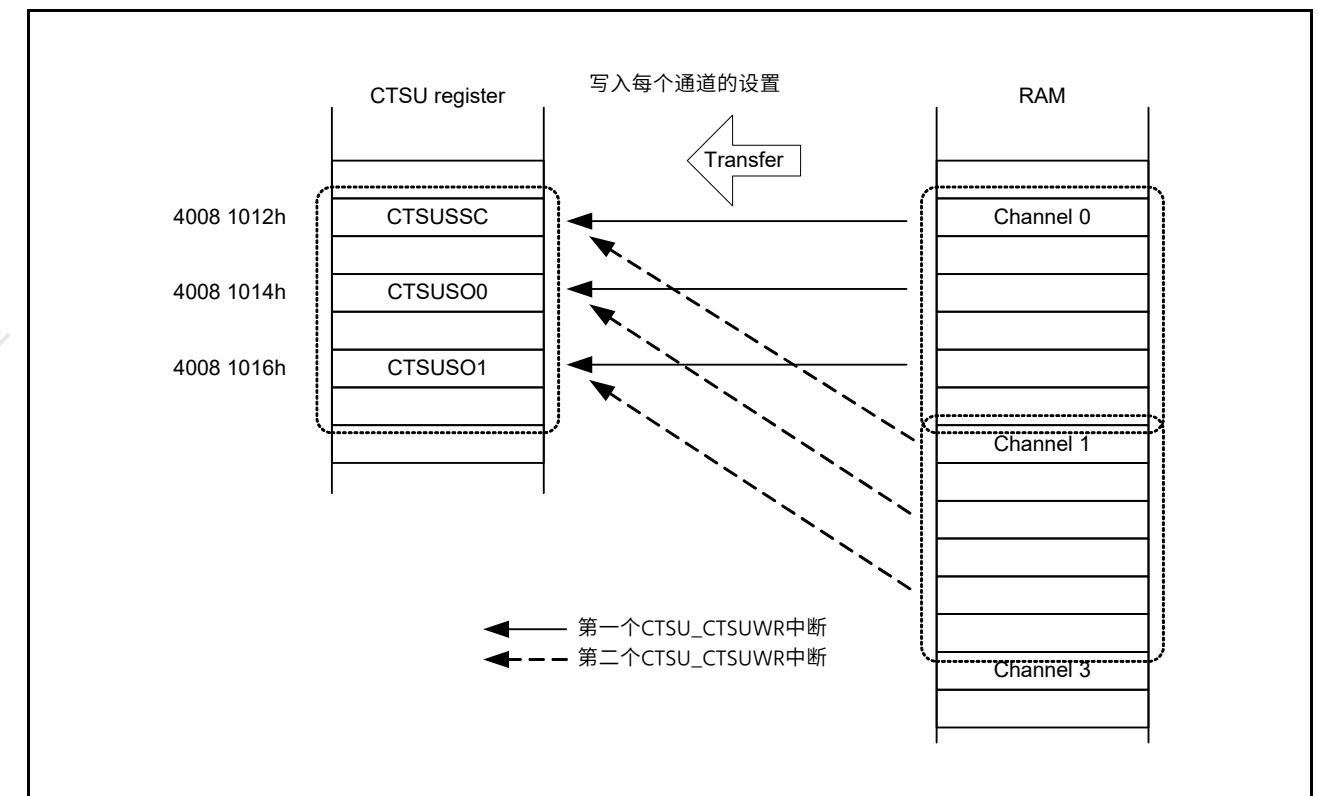 写入每个通道的设置
CTSU register
RAM
Transfer
4008 1012h
CTSUSSC
Channel 0
4008 1014h
CTSUSO0
4008 1016h
CTSUSO1
Channel 1
第一个CTSU_CTSUWR中断
第二个CTSU_CTSUWR中断
Channel 3